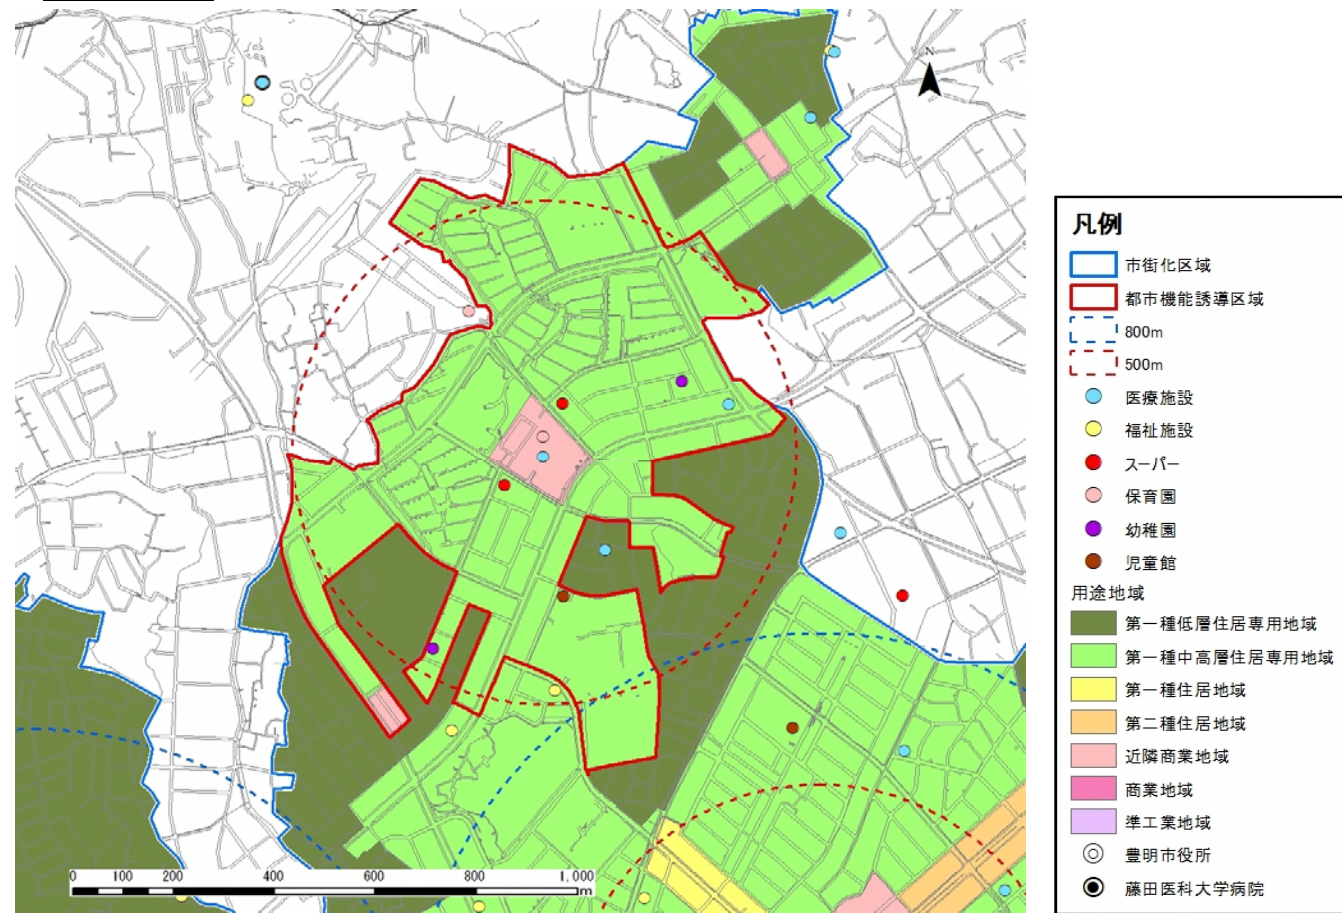 N
凡例
市街化区域
都市機能誘導区域
800m
500m
医療施設
福祉施設
スーパー
保育園
幼稚園
児童館
用途地域
第一種低層住居専用地域
第一種中高層住居専用地域
第一種住居地域
第二種住居地域
近隣商業地域
商業地域
準工業地域
豊明市役所
藤田医科大学病院
0 100 200 400 600 800 1,000
m